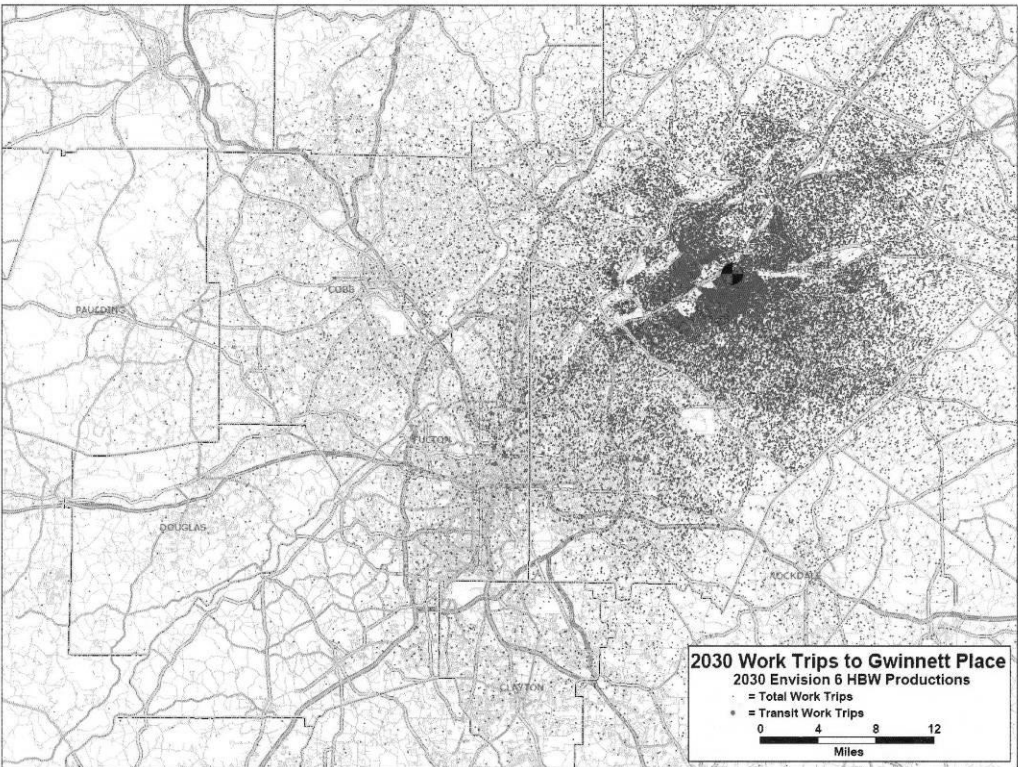 COBB
PAULDING
FULTON
DOUGLAS
ROCKDALE
CLAYTON
2030 Work Trips to Gwinnett Place
2030 Envision 6 HBW Productions
= Total Work Trips
= Transit Work Trips
0 4 8 12
Miles